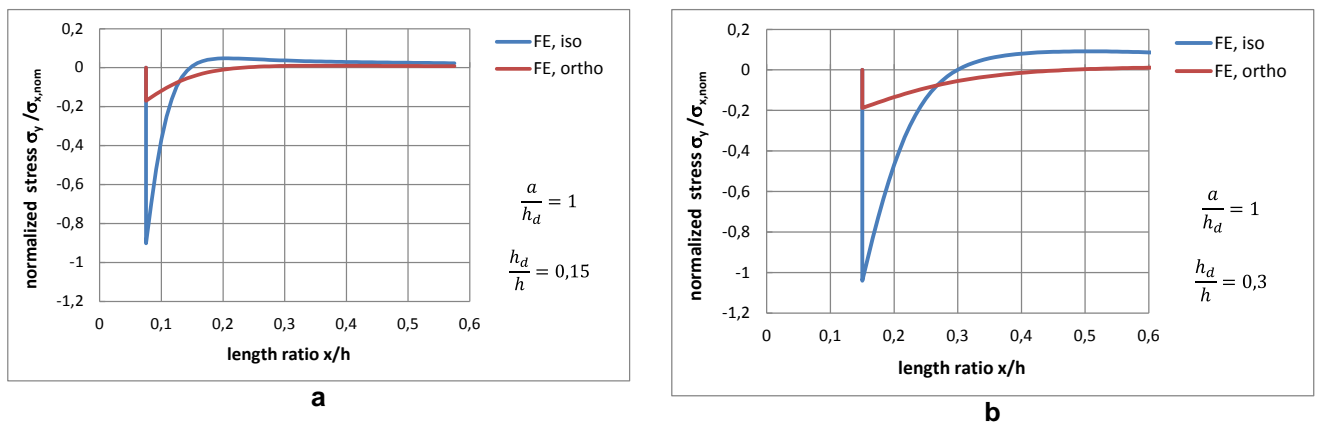 0,2
0
-0,2
-0,4
-0,6
-0,8
-1
-1,2
0 0,1 0,2 0,3 0,4 0,5 0,6
normalized stress σy /σx,nom
length ratio x/h
FE, iso
FE, ortho
a/hd = 1
hd/h = 0,15
a
0,2
0
-0,2
-0,4
-0,6
-0,8
-1
-1,2
0 0,1 0,2 0,3 0,4 0,5 0,6
normalized stress σy /σx,nom
length ratio x/h
FE, iso
FE, ortho
a/hd = 1
hd/h = 0,3
b